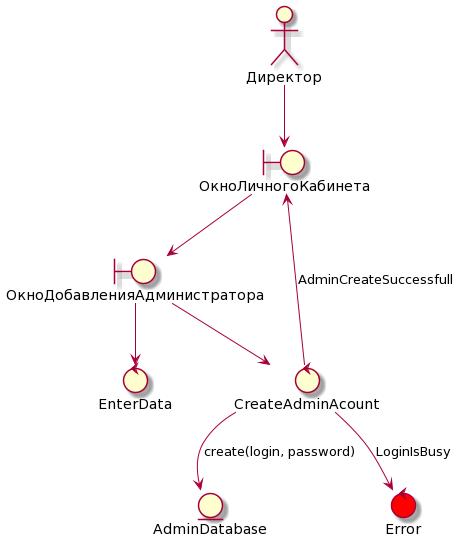 Директор
ОкноЛичногоКабинета
AdminCreateSuccessfull
ОкноДобавленияАдминистратора
EnterData
CreateAdminAcount
create(login, password)
LoginIsBusy
AdminDatabase
Error